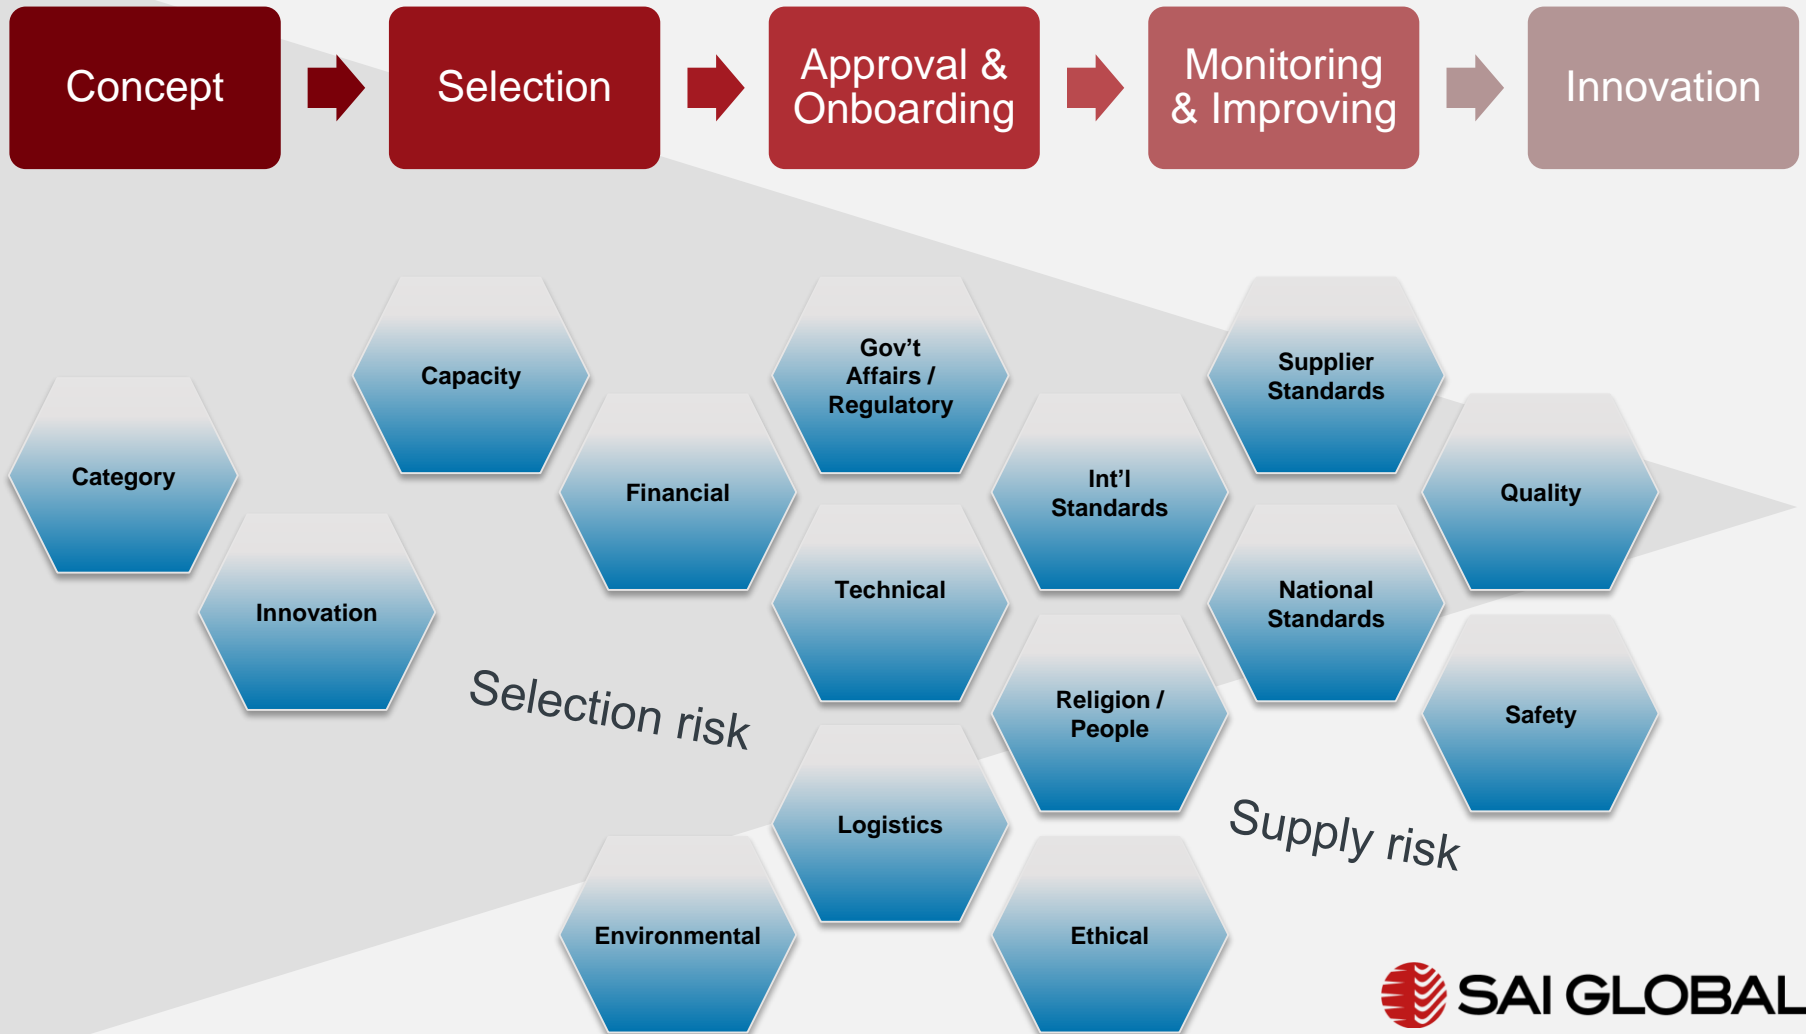 Concept
Selection
Approval &
Onboarding
Monitoring
& Improving
Innovation
Capacity
Gov't
Affairs /
Regulatory
Supplier
Standards
Category
Financial
Int'l
Standards
Quality
Innovation
Technical
National
Standards
Selection risk
Religion /
People
Safety
Logistics
Supply risk
Environmental
Ethical
SAI GLOBAL